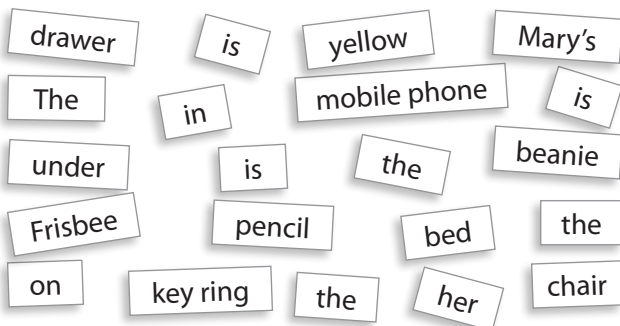 drawer is yellow Mary's
The in mobile phone is
under is the beanie
Frisbee pencil bed the
on key ring the her chair